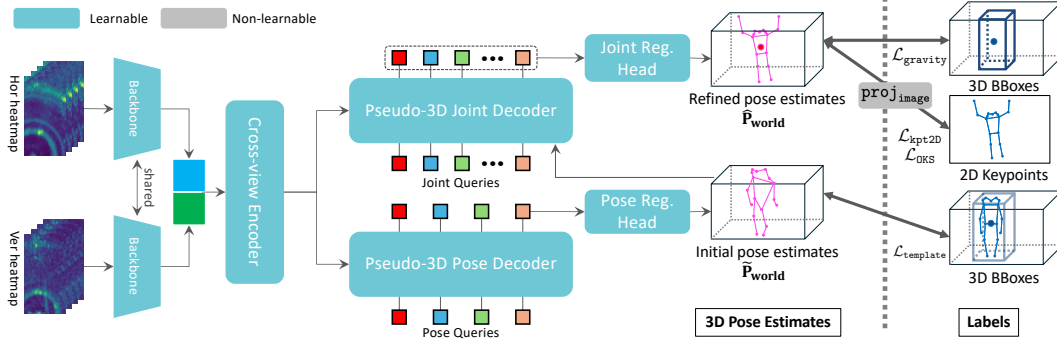 Learnable
Non-learnable
Hor heatmap
Backbone
shared
Ver heatmap
Backbone
Cross-view Encoder
Pseudo-3D Joint Decoder
Joint Queries
Joint Reg.
Head
Refined pose estimates
P̂world
Pseudo-3D Pose Decoder
Pose Queries
Pose Reg.
Head
Initial pose estimates
P̃world
3D Pose Estimates
ℒgravity
3D BBoxes
projimage
ℒkpt2D
ℒOKS
2D Keypoints
ℒtemplate
3D BBoxes
Labels